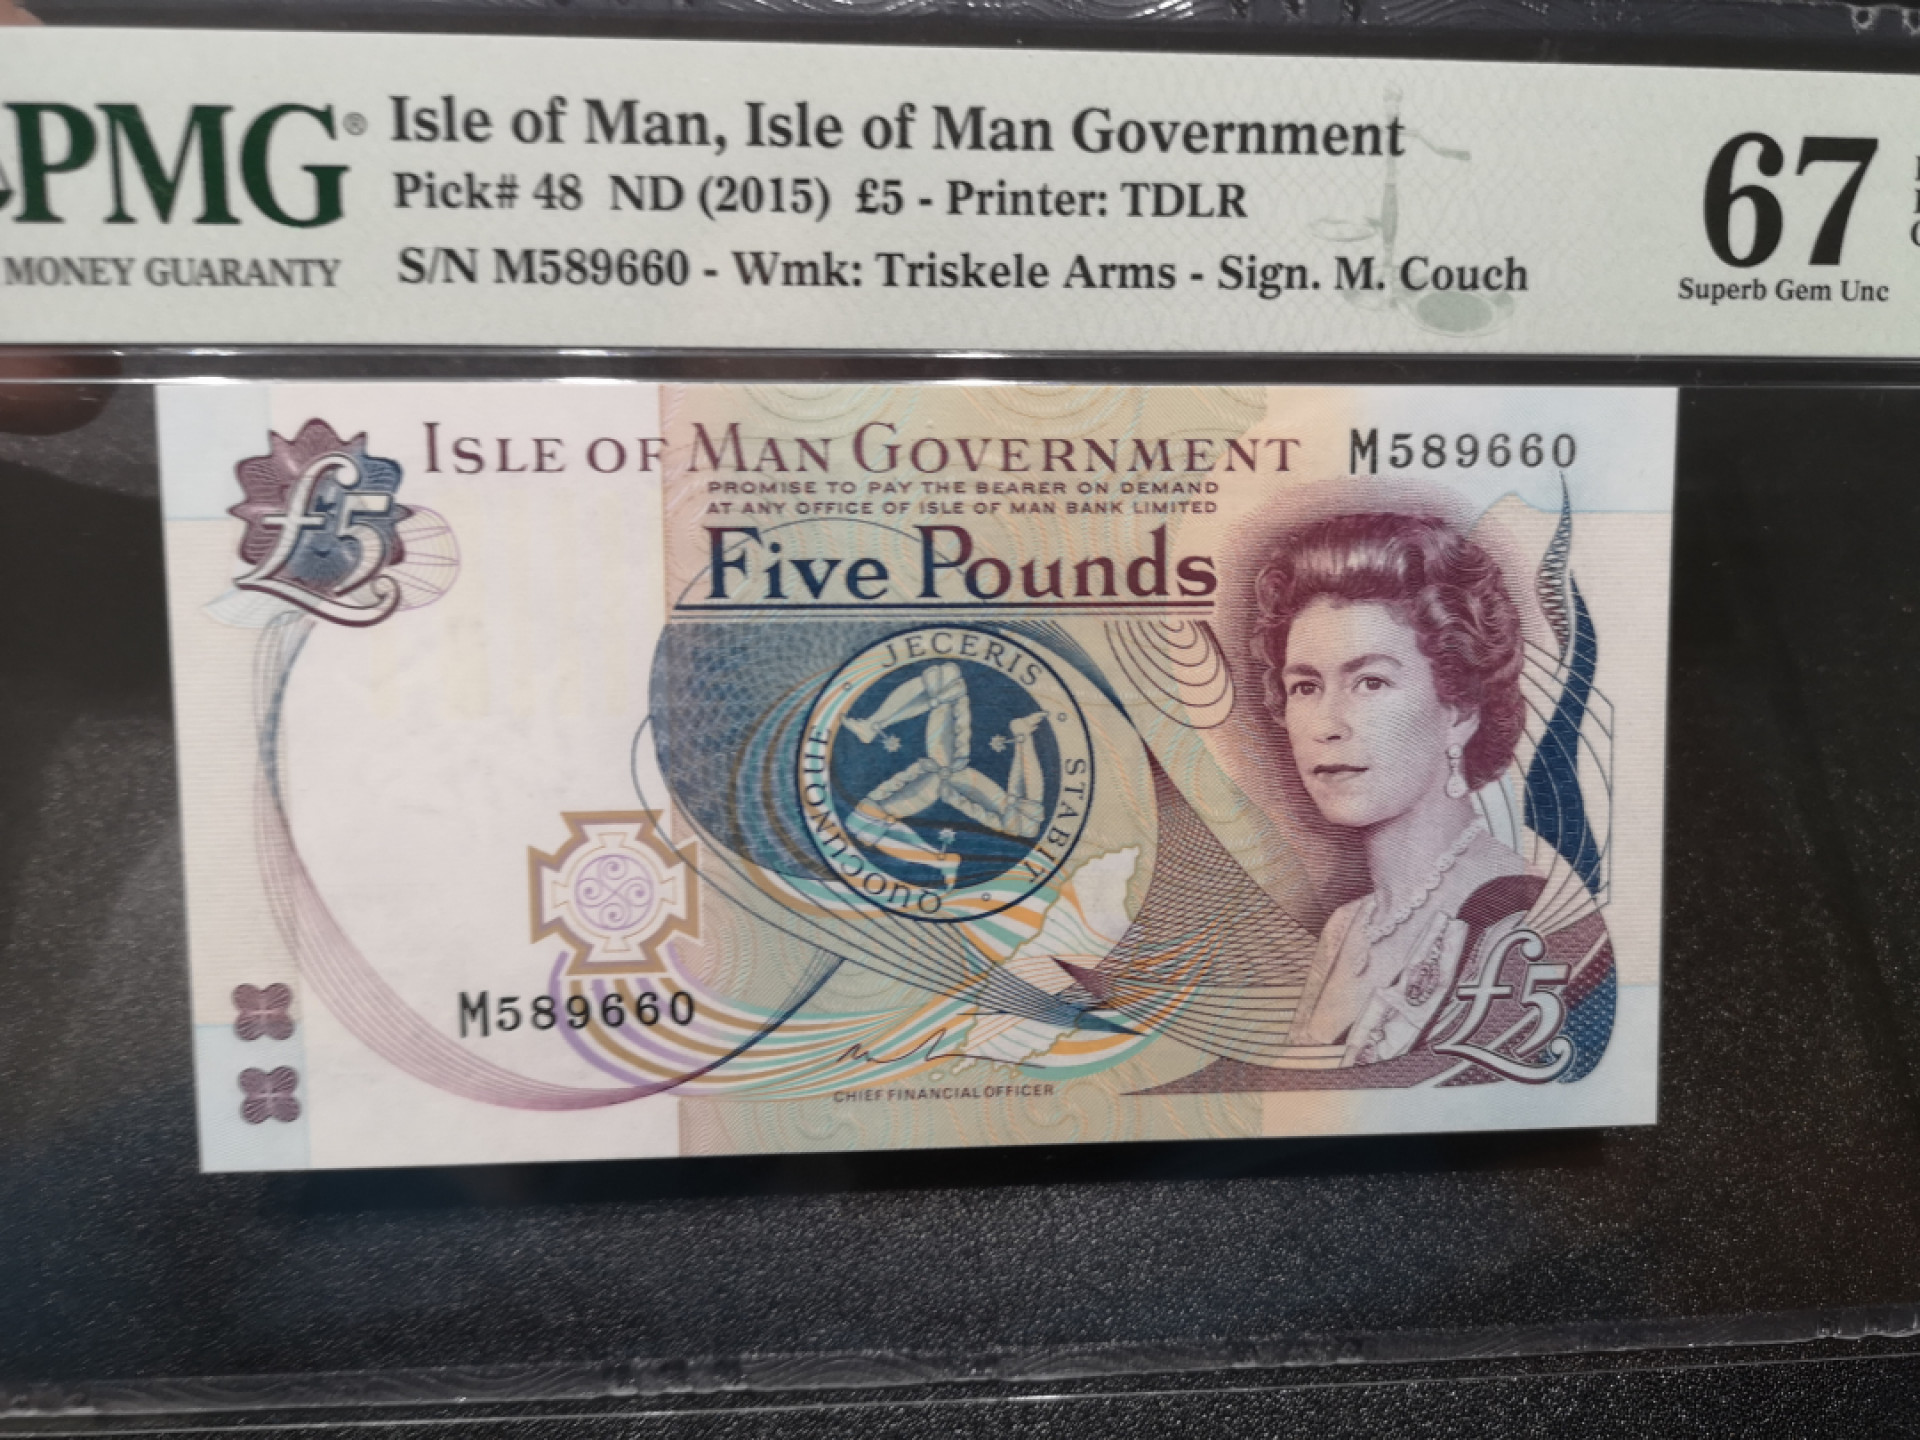 PMG®
MONEY GUARANTY
Isle of Man, Isle of Man Government
Pick# 48 ND (2015) £5 - Printer: TDLR
S/N M589660 - Wmk: Triskele Arms - Sign. M. Couch
67
Superb Gem Unc
£5
ISLE OF MAN GOVERNMENT
M589660
PROMISE TO PAY THE BEARER ON DEMAND
AT ANY OFFICE OF ISLE OF MAN BANK LIMITED
Five Pounds
QUOCUNQUE · JECERIS · STABIT
M589660
£5
CHIEF FINANCIAL OFFICER